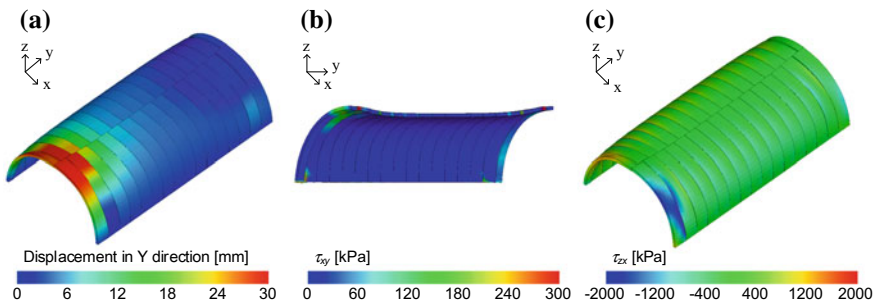 (a)
z
y
x
Displacement in Y direction [mm]
0 6 12 18 24 30
(b)
z
y
x
τxy [kPa]
0 60 120 180 240 300
(c)
z
y
x
τzx [kPa]
-2000 -1200 -400 400 1200 2000